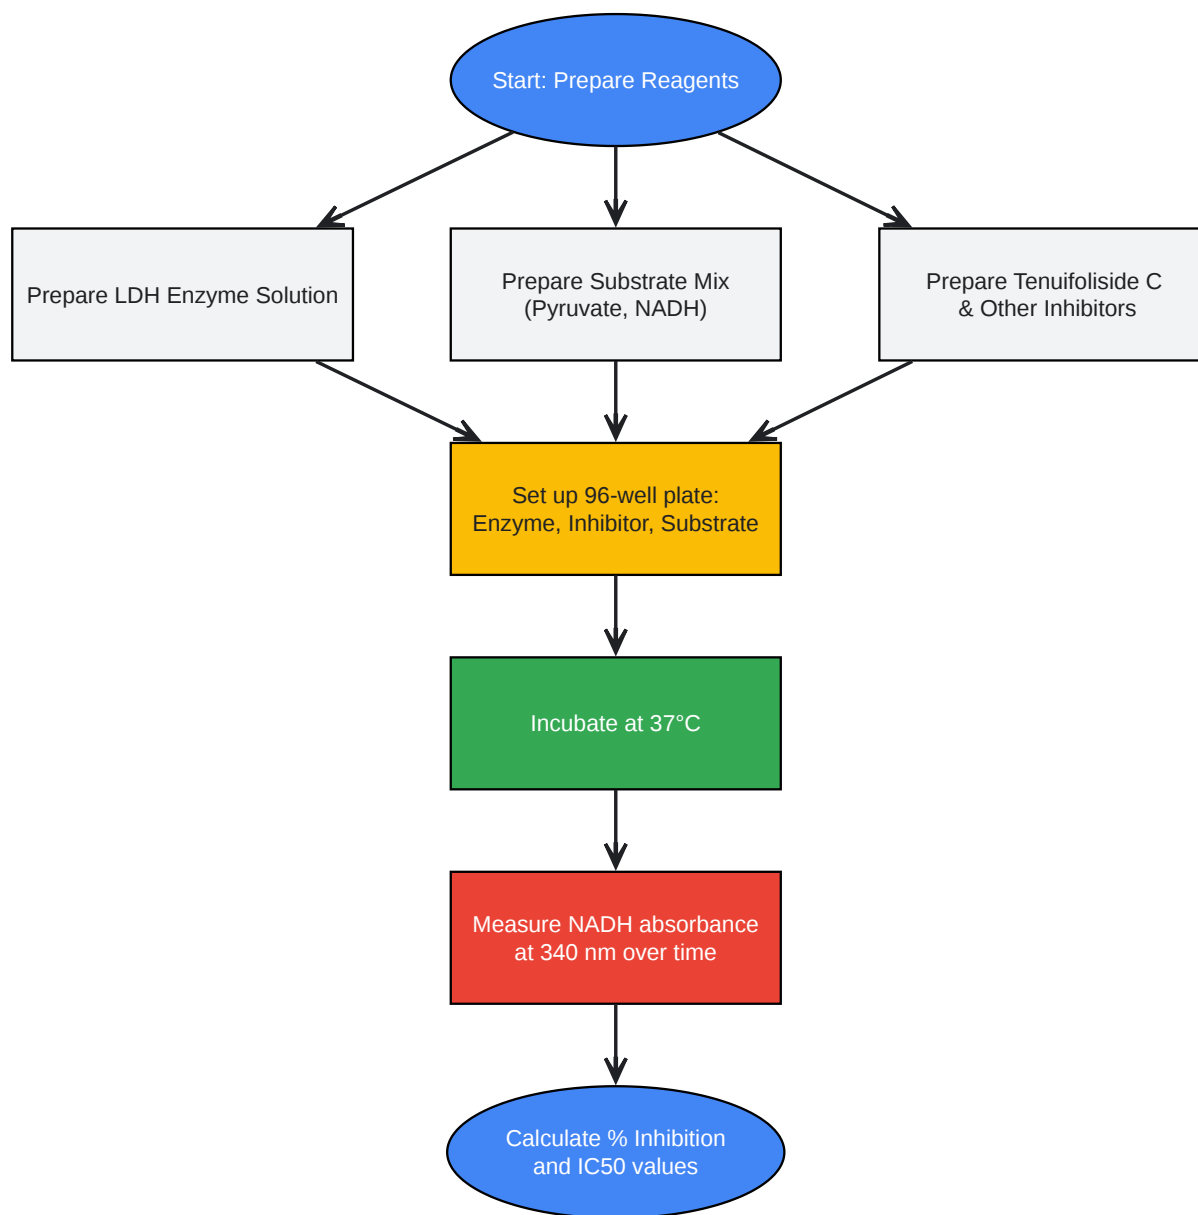 Start: Prepare Reagents
Prepare LDH Enzyme Solution
Prepare Substrate Mix
(Pyruvate, NADH)
Prepare Tenuifoliside C
& Other Inhibitors
Set up 96-well plate:
Enzyme, Inhibitor, Substrate
Incubate at 37°C
Measure NADH absorbance
at 340 nm over time
Calculate % Inhibition
and IC50 values